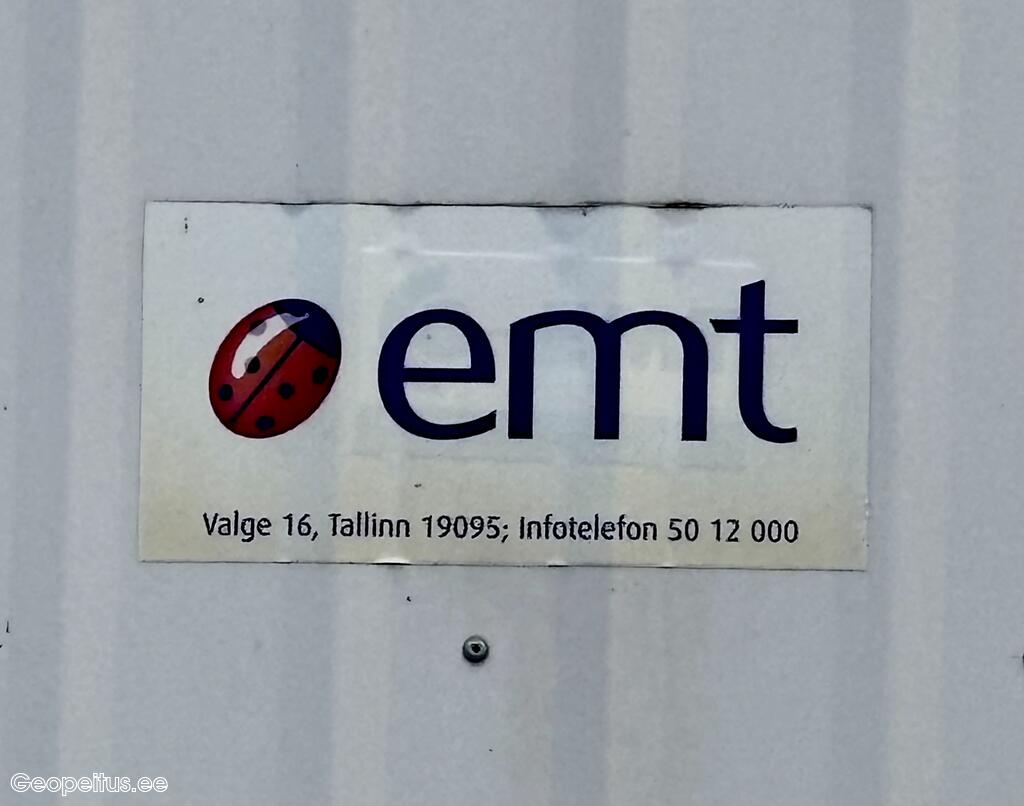 emt
Valge 16, Tallinn 19095; Infotelefon 50 12 000
Geopeitus.ee